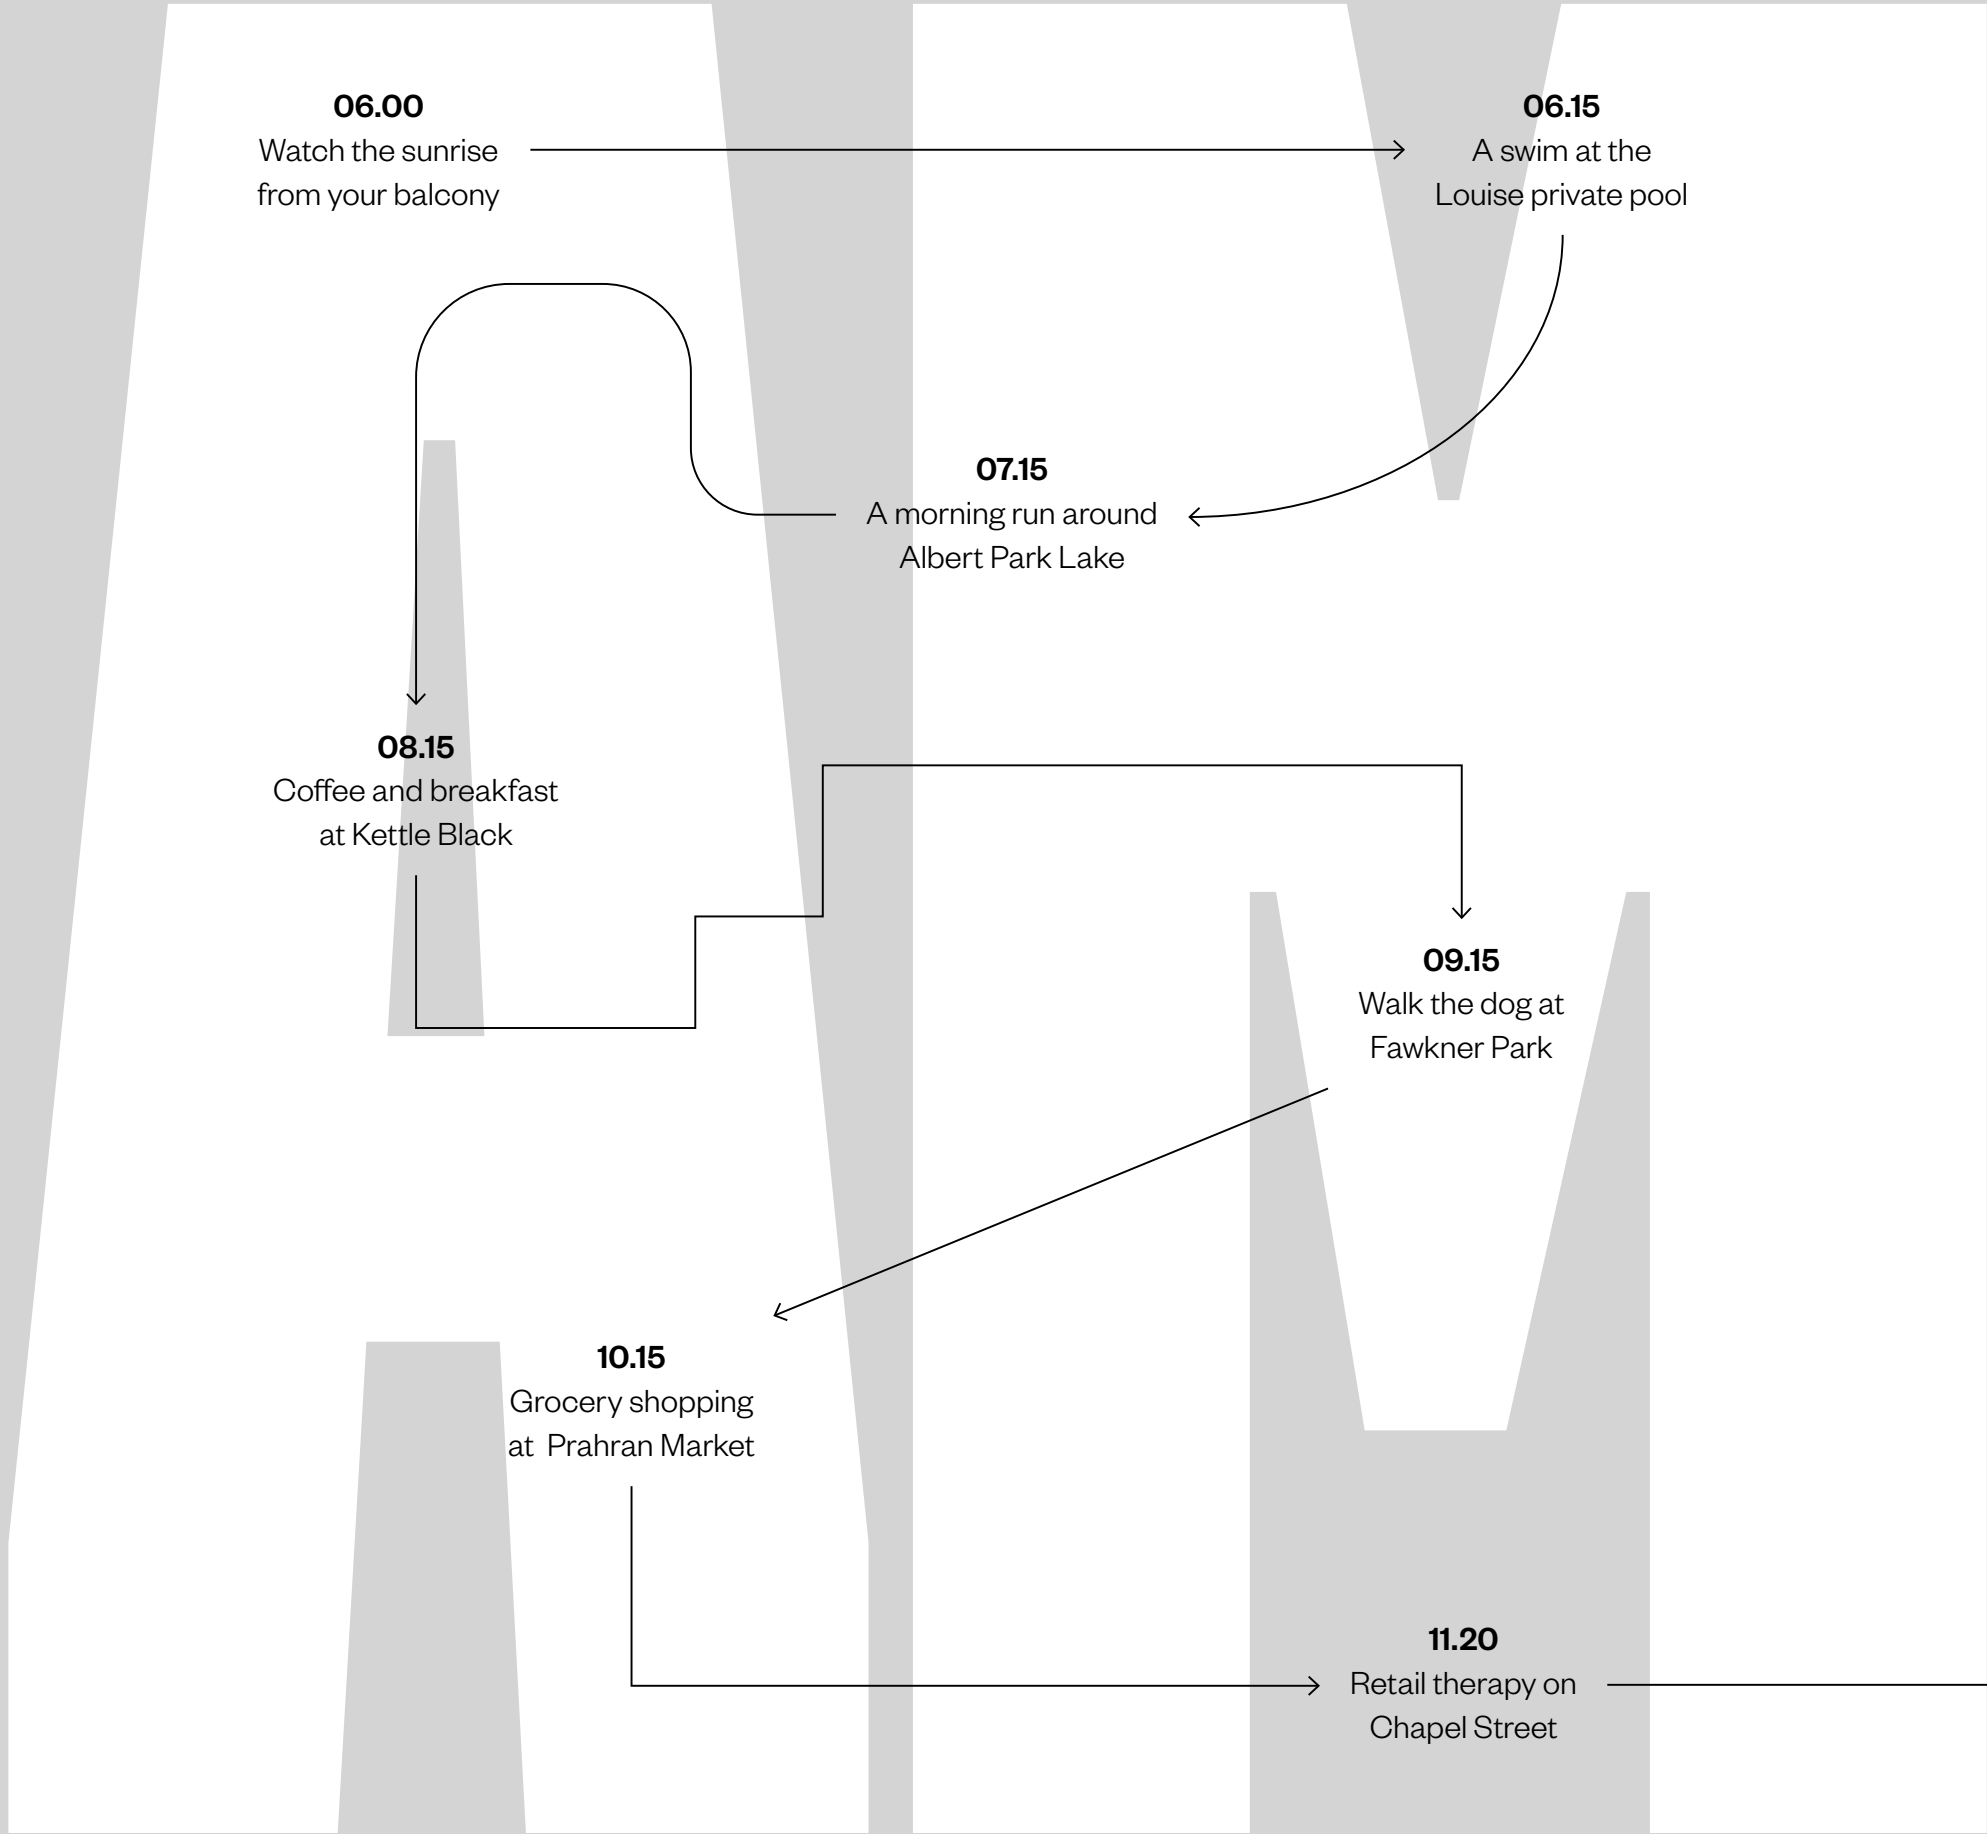 06.00
Watch the sunrise
from your balcony
06.15
A swim at the
Louise private pool
07.15
A morning run around
Albert Park Lake
08.15
Coffee and breakfast
at Kettle Black
09.15
Walk the dog at
Fawkner Park
10.15
Grocery shopping
at  Prahran Market
11.20
Retail therapy on
Chapel Street
AM